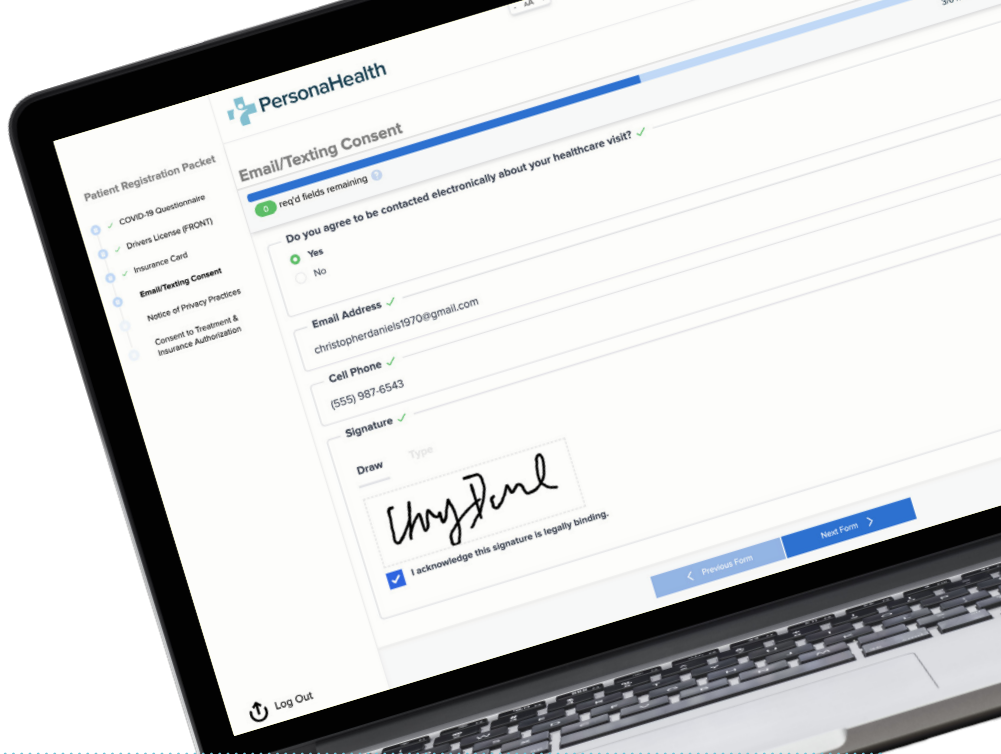 AA
PersonaHealth
Patient Registration Packet
COVID-19 Questionnaire
Drivers License (FRONT)
Insurance Card
Email/Texting Consent
Notice of Privacy Practices
Consent to Treatment &
Insurance Authorization
Log Out
Email/Texting Consent
0 req'd fields remaining ?
Do you agree to be contacted electronically about your healthcare visit?
Yes
No
Email Address
christopherdaniels1970@gmail.com
Cell Phone
(555) 987-6543
Signature
Draw Type
I acknowledge this signature is legally binding.
Previous Form Next Form